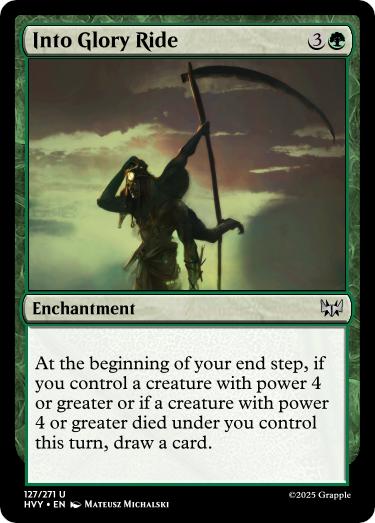 Into Glory Ride 3
Enchantment
At the beginning of your end step, if
you control a creature with power 4
or greater or if a creature with power
4 or greater died under you control
this turn, draw a card.
127/271 U
HVY • EN Mateusz Michalski
©2025 Grapple